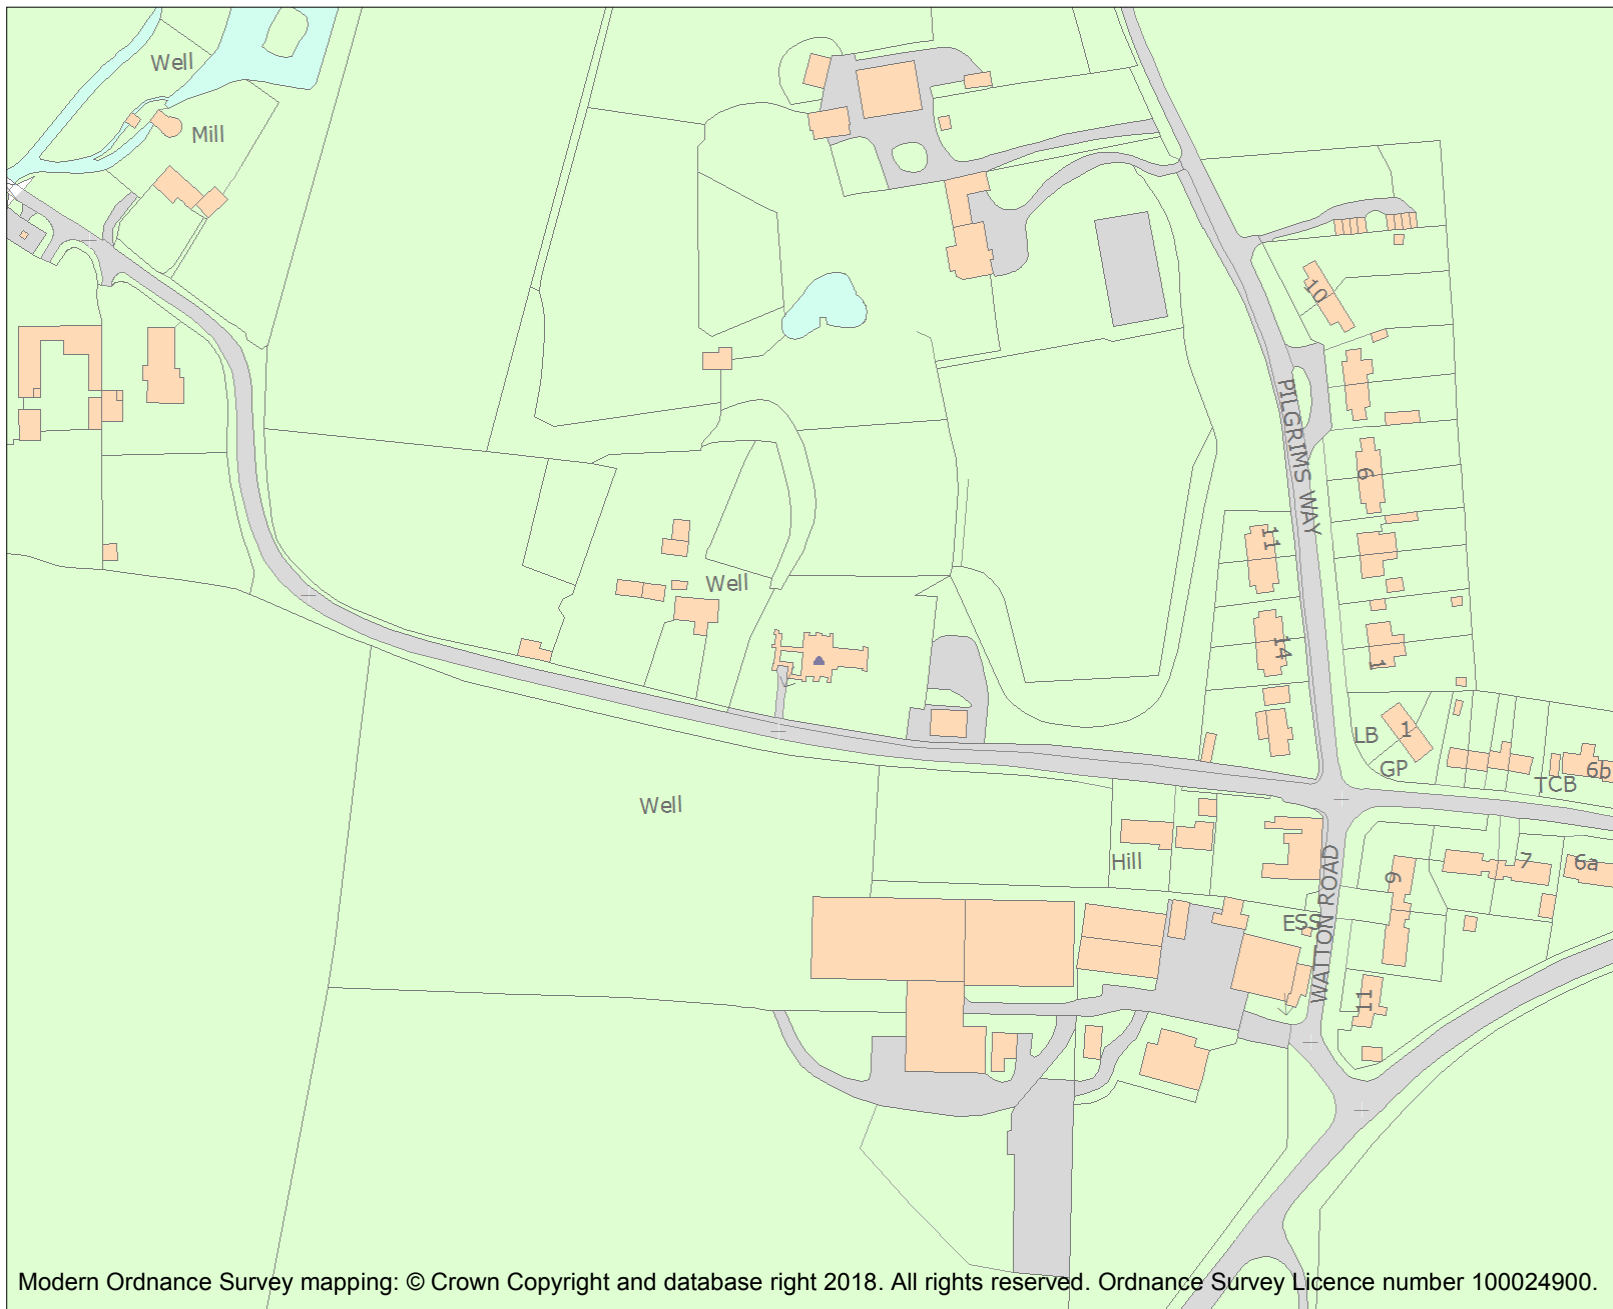 Well
Mill
10
PILGRIMS WAY
6
11
Well
14
1
LB
1
GP
6b
TCB
Well
WATTON ROAD
Hill
7
6a
9
ESS
11
Modern Ordnance Survey mapping: © Crown Copyright and database right 2018. All rights reserved. Ordnance Survey Licence number 100024900.